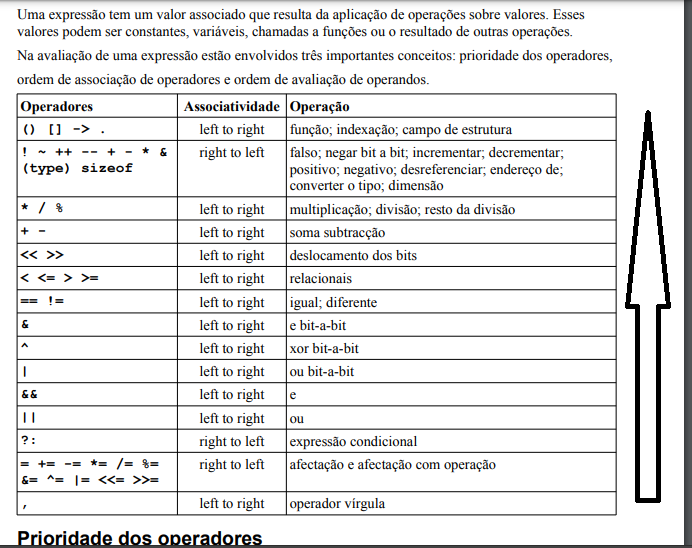 Uma expressão tem um valor associado que resulta da aplicação de operações sobre valores. Esses
valores podem ser constantes, variáveis, chamadas a funções ou o resultado de outras operações.
Na avaliação de uma expressão estão envolvidos três importantes conceitos: prioridade dos operadores,
ordem de associação de operadores e ordem de avaliação de operandos.
Operadores Associatividade Operação
() [] -> . left to right função; indexação; campo de estrutura
! ~ ++ -- + - * & right to left falso; negar bit a bit; incrementar; decrementar;
(type) sizeof positivo; negativo; desreferenciar; endereço de;
converter o tipo; dimensão
* / % left to right multiplicação; divisão; resto da divisão
+ - left to right soma subtracção
<< >> left to right deslocamento dos bits
< <= > >= left to right relacionais
== != left to right igual; diferente
& left to right e bit-a-bit
^ left to right xor bit-a-bit
| left to right ou bit-a-bit
&& left to right e
|| left to right ou
?: right to left expressão condicional
= += -= *= /= %= right to left afectação e afectação com operação
&= ^= |= <<= >>=
, left to right operador vírgula
Prioridade dos operadores